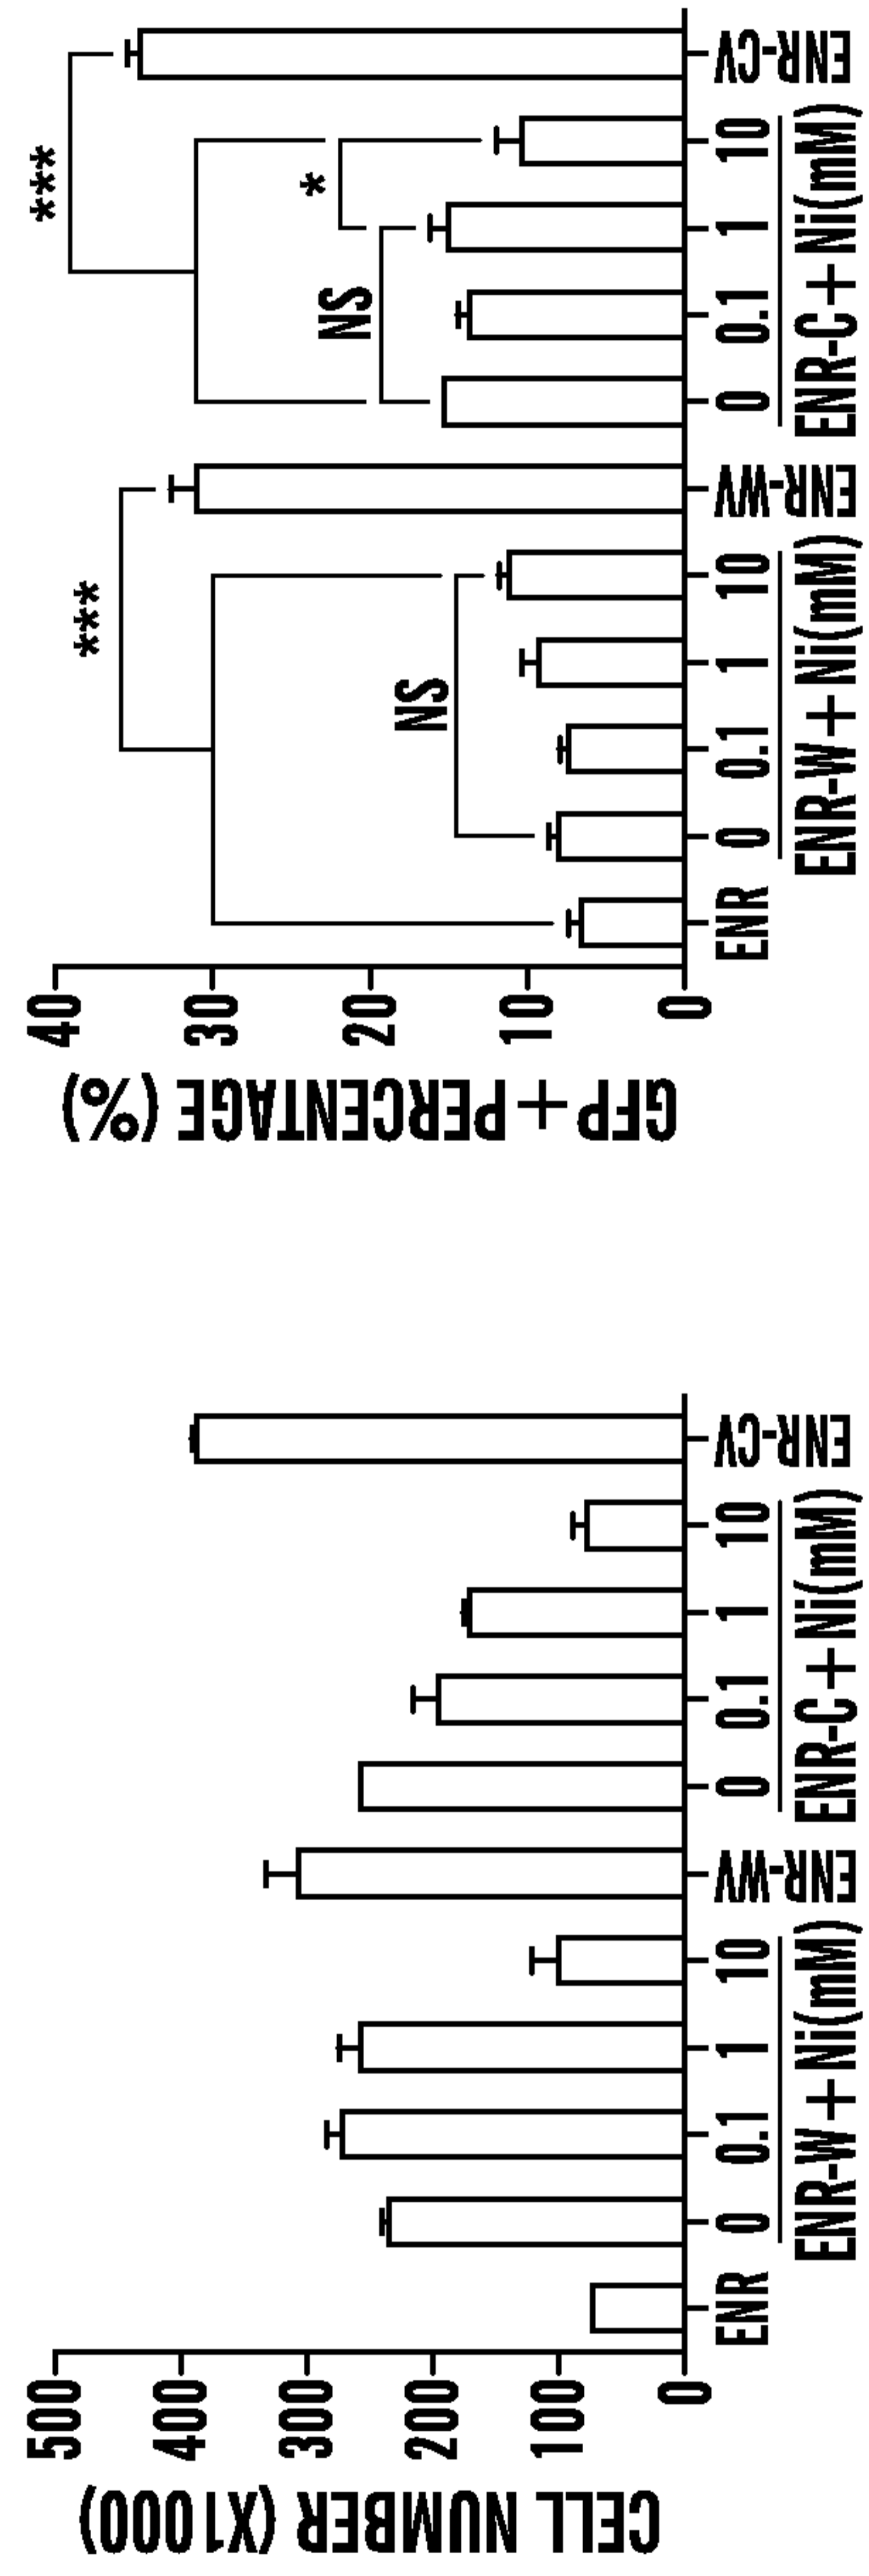 CELL NUMBER (X1000)
500
400
300
200
100
0
ENR
0
0.1
1
10
ENR-W + Ni(mM)
ENR-WV
0
0.1
1
10
ENR-C + Ni(mM)
ENR-CV
GFP + PERCENTAGE (%)
40
30
20
10
0
***
***
NS
NS
*
ENR
0
0.1
1
10
ENR-W + Ni(mM)
ENR-WV
0
0.1
1
10
ENR-C + Ni(mM)
ENR-CV